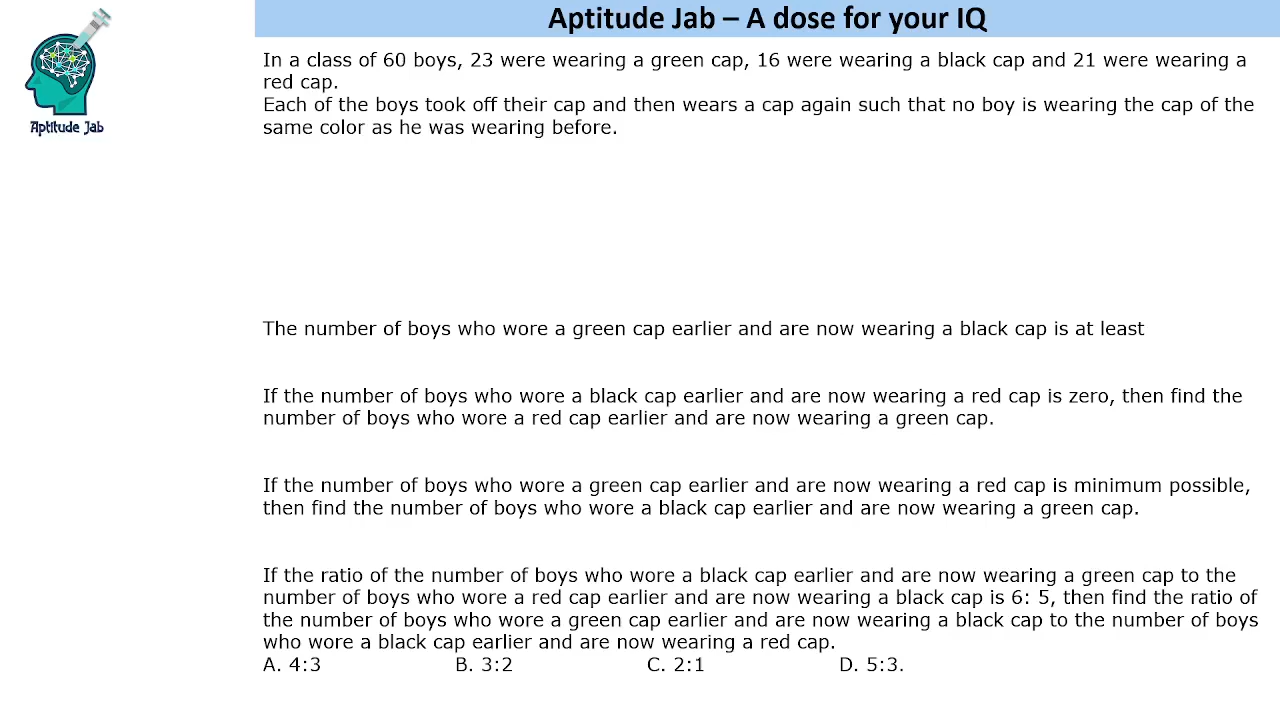 Aptitude Jab – A dose for your IQ
Aptitude Jab
In a class of 60 boys, 23 were wearing a green cap, 16 were wearing a black cap and 21 were wearing a
red cap.
Each of the boys took off their cap and then wears a cap again such that no boy is wearing the cap of the
same color as he was wearing before.
The number of boys who wore a green cap earlier and are now wearing a black cap is at least
If the number of boys who wore a black cap earlier and are now wearing a red cap is zero, then find the
number of boys who wore a red cap earlier and are now wearing a green cap.
If the number of boys who wore a green cap earlier and are now wearing a red cap is minimum possible,
then find the number of boys who wore a black cap earlier and are now wearing a green cap.
If the ratio of the number of boys who wore a black cap earlier and are now wearing a green cap to the
number of boys who wore a red cap earlier and are now wearing a black cap is 6: 5, then find the ratio of
the number of boys who wore a green cap earlier and are now wearing a black cap to the number of boys
who wore a black cap earlier and are now wearing a red cap.
A. 4:3 B. 3:2 C. 2:1 D. 5:3.